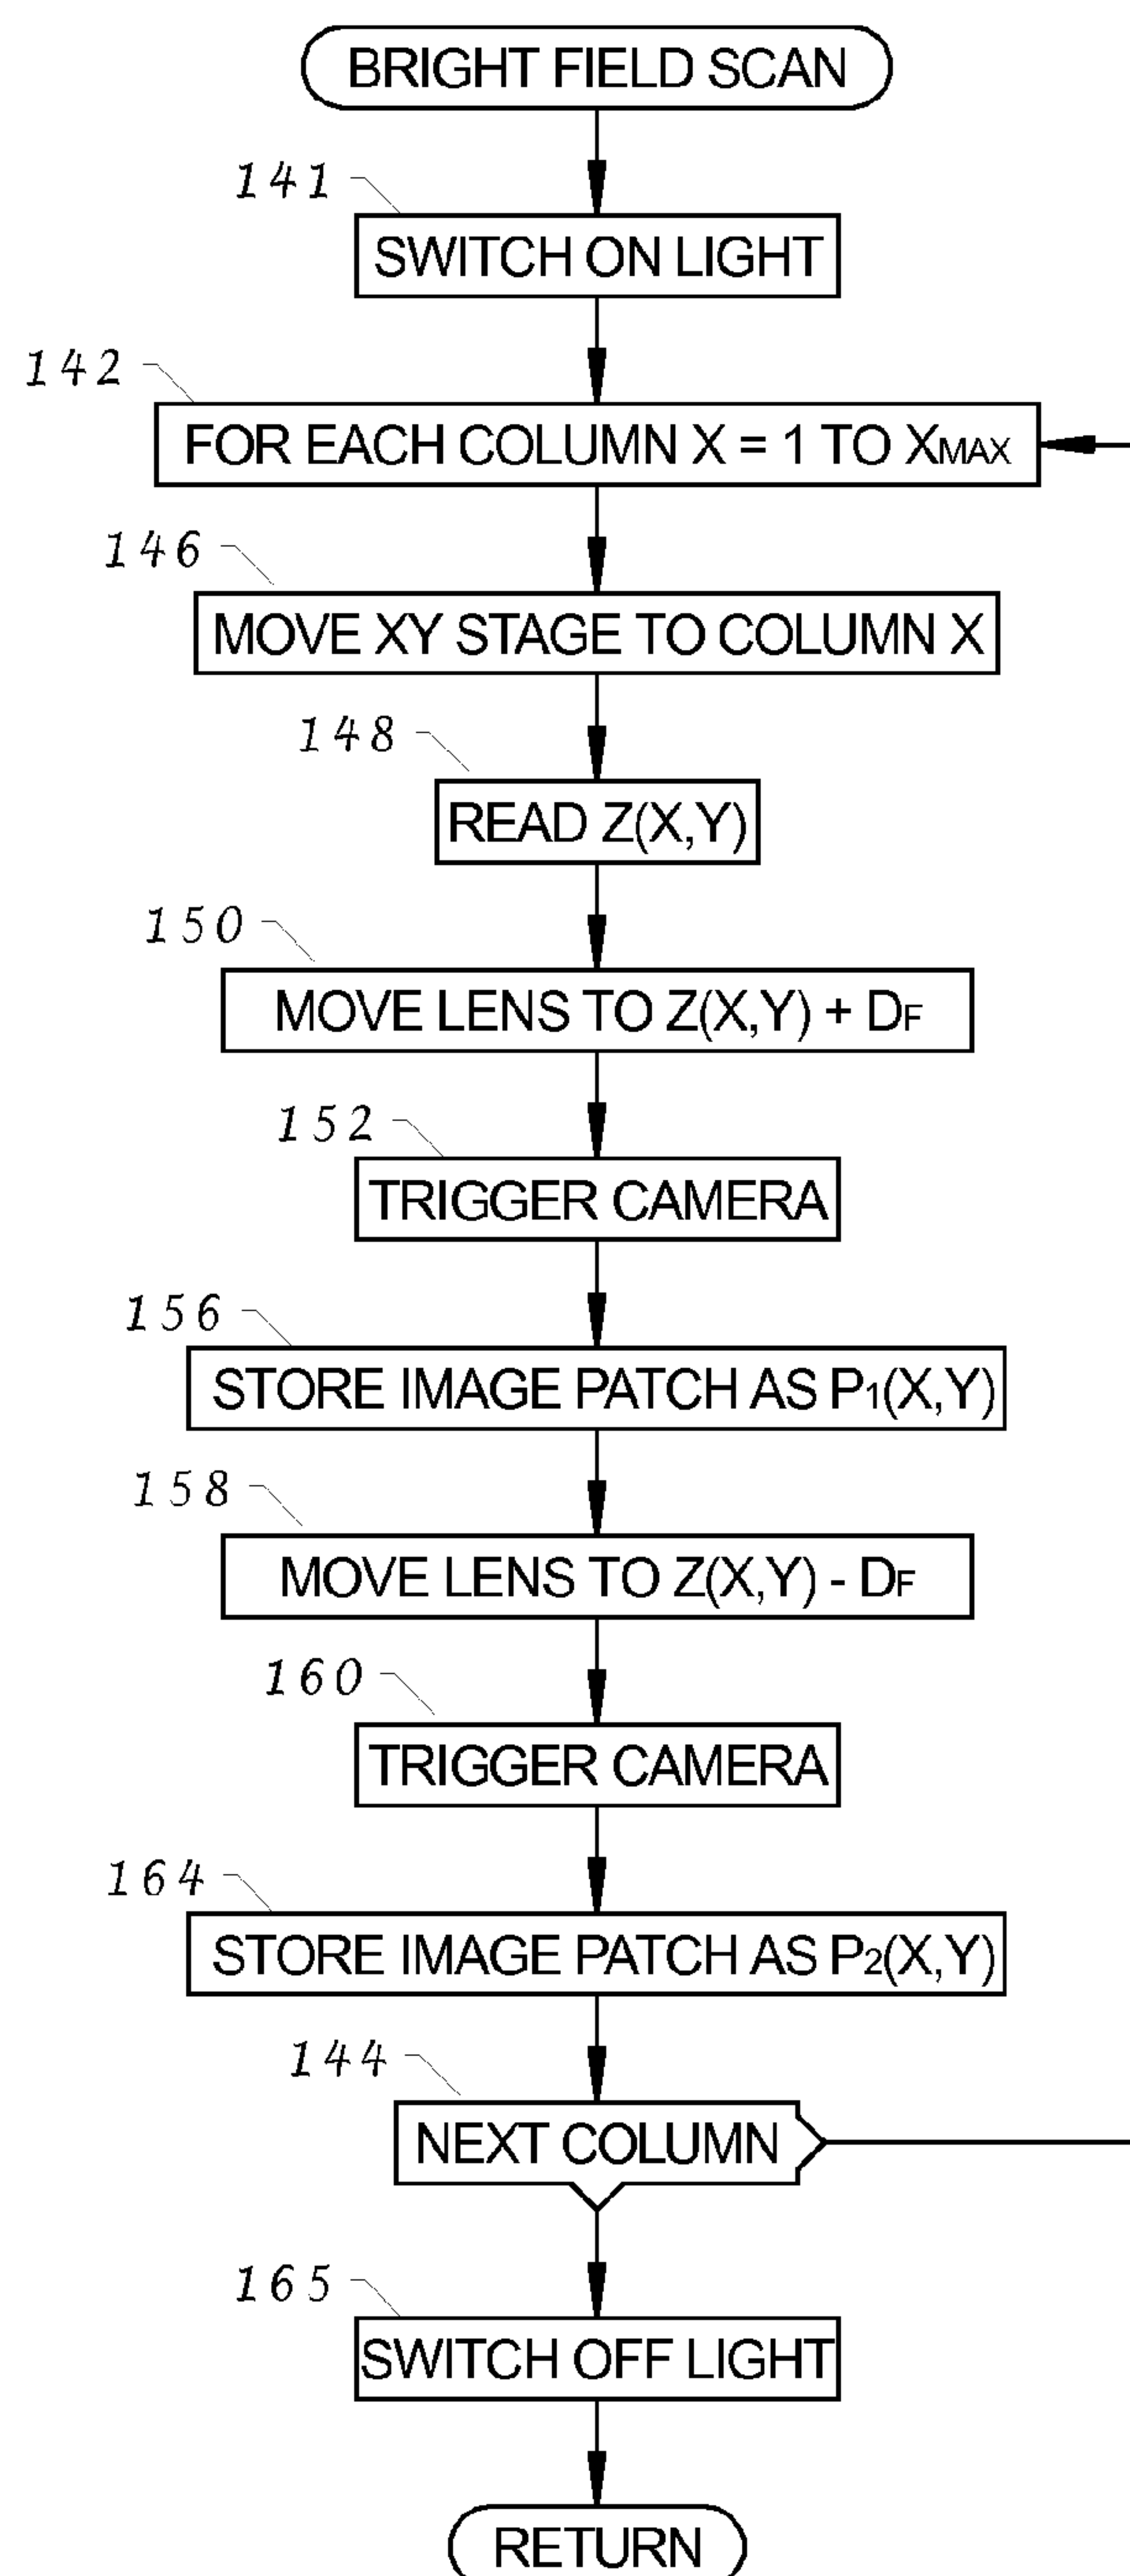 BRIGHT FIELD SCAN
141
SWITCH ON LIGHT
142
FOR EACH COLUMN X = 1 TO XMAX
146
MOVE XY STAGE TO COLUMN X
148
READ Z(X,Y)
150
MOVE LENS TO Z(X,Y) + DF
152
TRIGGER CAMERA
156
STORE IMAGE PATCH AS P1(X,Y)
158
MOVE LENS TO Z(X,Y) - DF
160
TRIGGER CAMERA
164
STORE IMAGE PATCH AS P2(X,Y)
144
NEXT COLUMN
165
SWITCH OFF LIGHT
RETURN